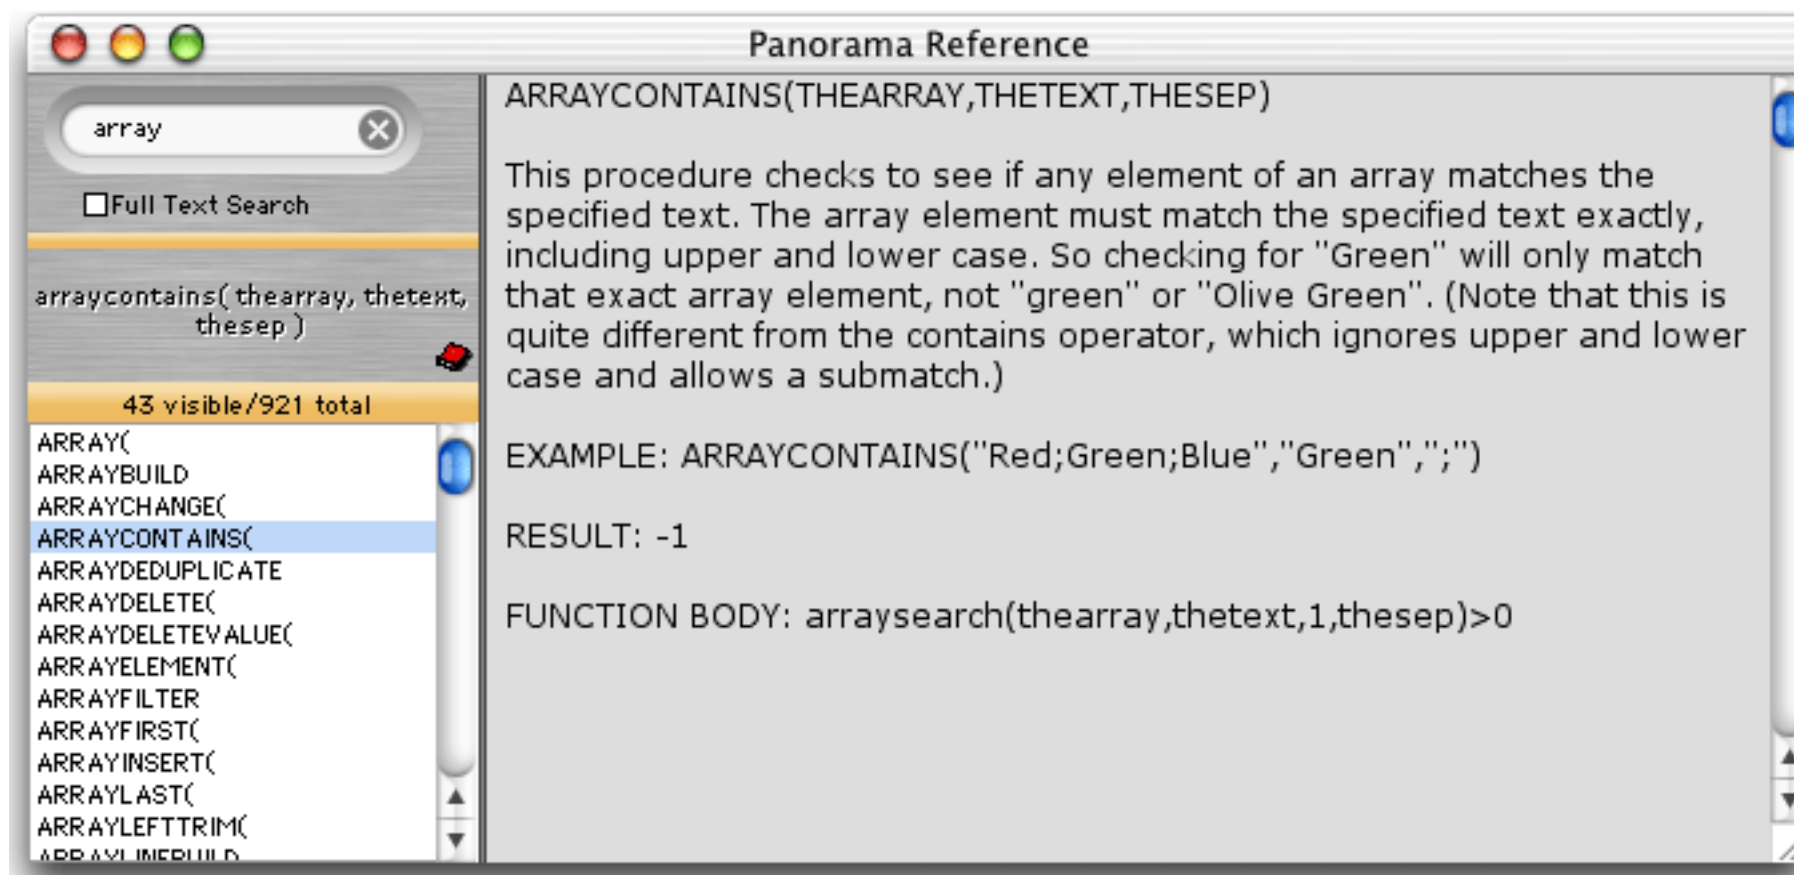 Panorama Reference
array
Full Text Search
arraycontains( thearray, thetext,
thesep )
43 visible/921 total
ARRAY(
ARRAYBUILD
ARRAYCHANGE(
ARRAYCONTAINS(
ARRAYDEDUPLICATE
ARRAYDELETE(
ARRAYDELETEVALUE(
ARRAYELEMENT(
ARRAYFILTER
ARRAYFIRST(
ARRAYINSERT(
ARRAYLAST(
ARRAYLEFTTRIM(
ARRAYLINEBUILD
ARRAYCONTAINS(THEARRAY,THETEXT,THESEP)
This procedure checks to see if any element of an array matches the
specified text. The array element must match the specified text exactly,
including upper and lower case. So checking for "Green" will only match
that exact array element, not "green" or "Olive Green". (Note that this is
quite different from the contains operator, which ignores upper and lower
case and allows a submatch.)
EXAMPLE: ARRAYCONTAINS("Red;Green;Blue","Green",";")
RESULT: -1
FUNCTION BODY: arraysearch(thearray,thetext,1,thesep)>0